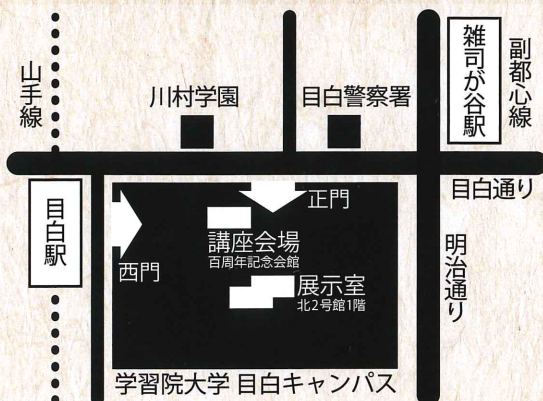 山手線
川村学園
目白警察署
雑司が谷駅
副都心線
目白通り
目白駅
正門
西門
講座会場
百周年記念会館
展示室
北2号館1階
明治通り
学習院大学 目白キャンパス